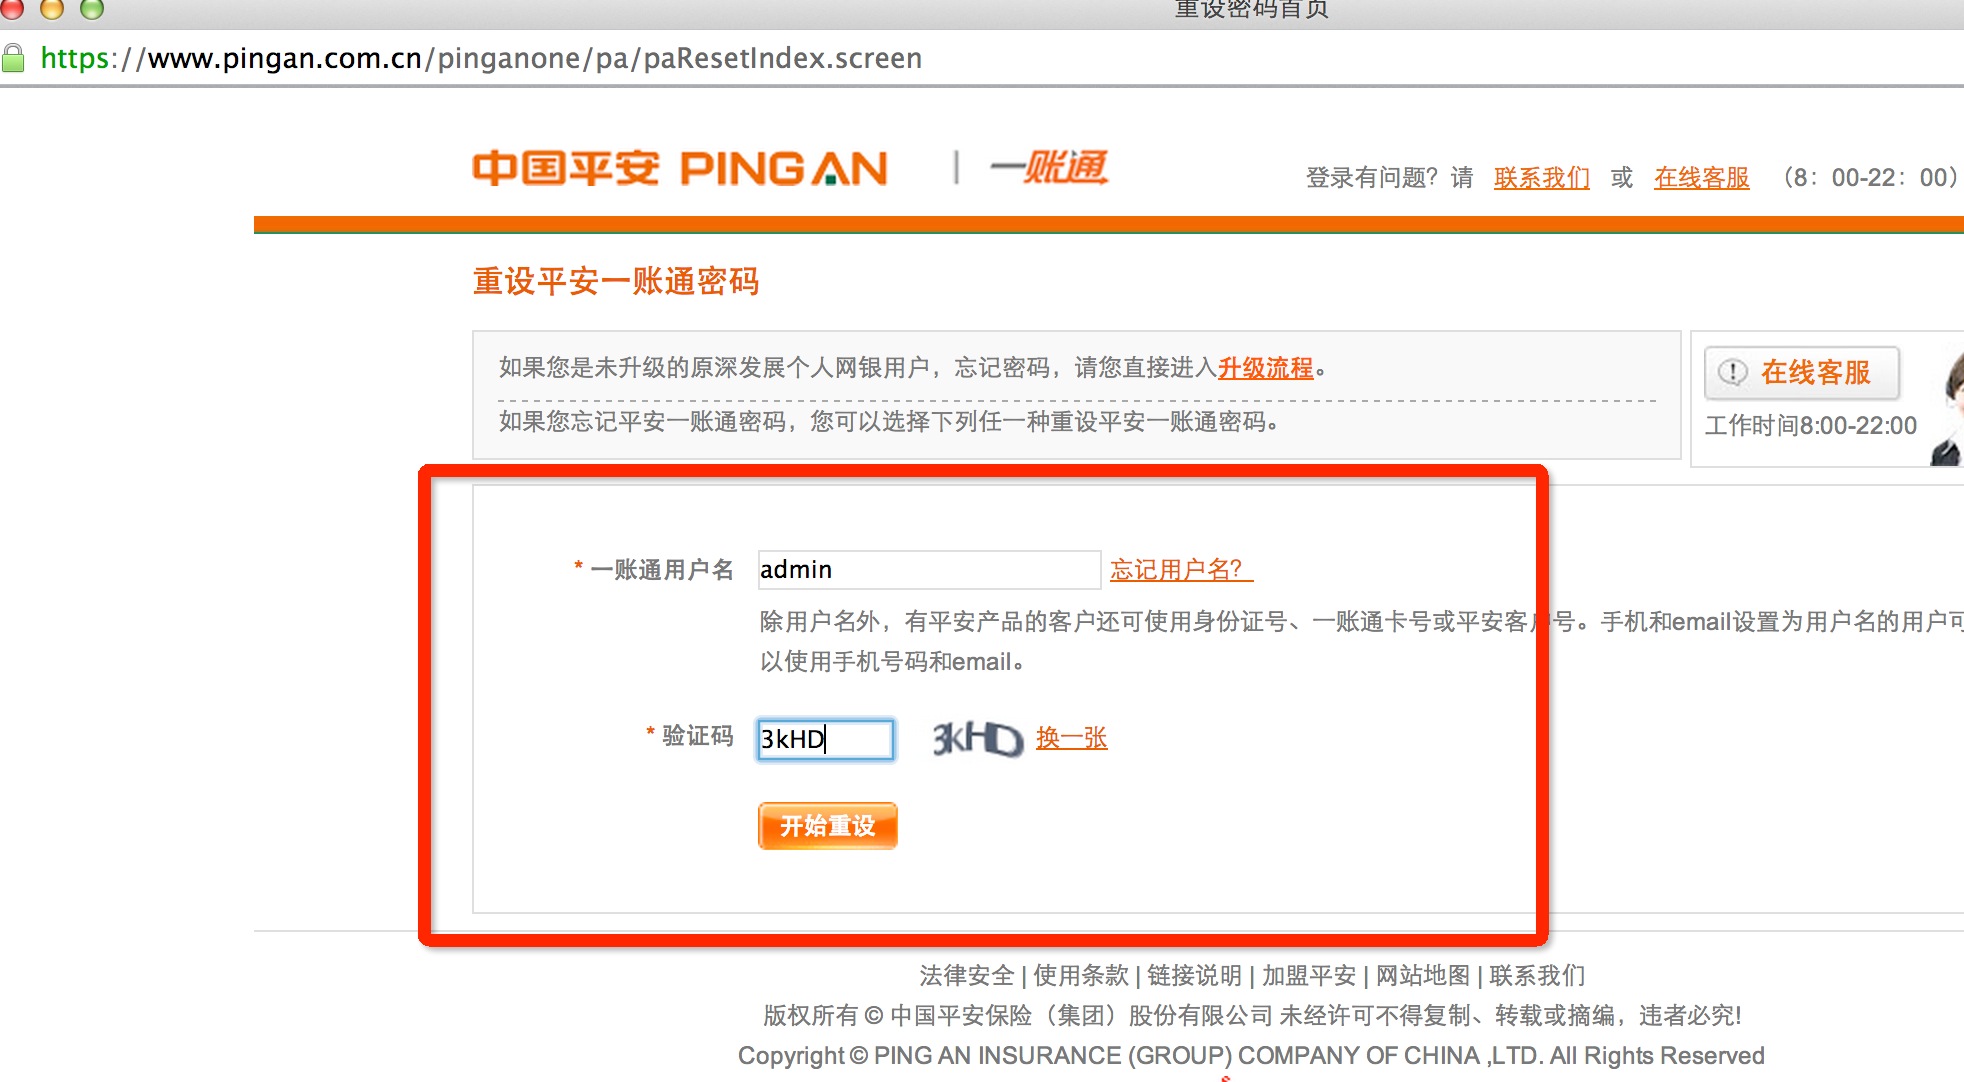 重设密码首页
https://www.pingan.com.cn/pinganone/pa/paResetIndex.screen
中国平安 PING AN | 一账通
登录有问题？请 联系我们 或 在线客服 （8：00-22：00）
重设平安一账通密码
如果您是未升级的原深发展个人网银用户，忘记密码，请您直接进入升级流程。
如果您忘记平安一账通密码，您可以选择下列任一种重设平安一账通密码。
在线客服
工作时间8:00-22:00
* 一账通用户名 admin 忘记用户名？
除用户名外，有平安产品的客户还可使用身份证号、一账通卡号或平安客户号。手机和email设置为用户名的用户可
以使用手机号码和email。
* 验证码 3kHD 3kHD 换一张
开始重设
法律安全 | 使用条款 | 链接说明 | 加盟平安 | 网站地图 | 联系我们
版权所有 © 中国平安保险（集团）股份有限公司 未经许可不得复制、转载或摘编，违者必究!
Copyright © PING AN INSURANCE (GROUP) COMPANY OF CHINA ,LTD. All Rights Reserved